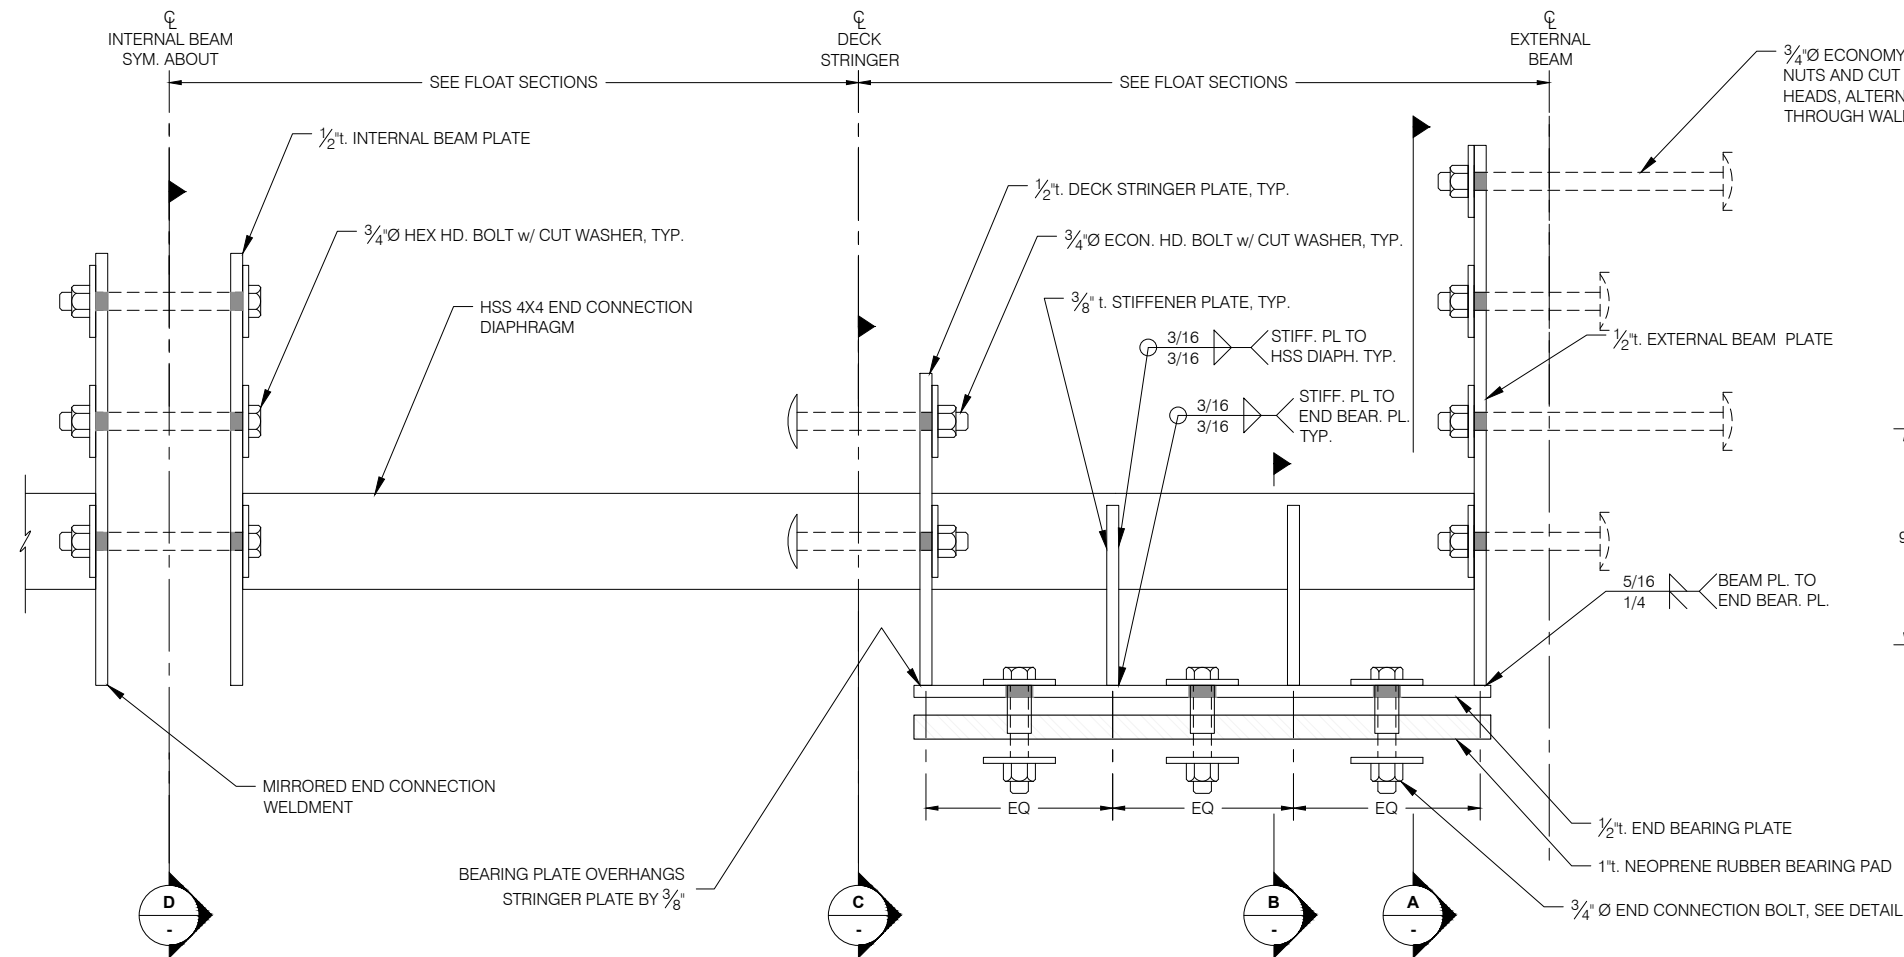 ℄
INTERNAL BEAM
SYM. ABOUT
℄
DECK
STRINGER
℄
EXTERNAL
BEAM
SEE FLOAT SECTIONS
SEE FLOAT SECTIONS
3/4"Ø ECONOMY
NUTS AND CUT
HEADS, ALTERN
THROUGH WAL
1/2"t. INTERNAL BEAM PLATE
1/2"t. DECK STRINGER PLATE, TYP.
3/4"Ø HEX HD. BOLT w/ CUT WASHER, TYP.
3/4"Ø ECON. HD. BOLT w/ CUT WASHER, TYP.
HSS 4X4 END CONNECTION
DIAPHRAGM
3/8" t. STIFFENER PLATE, TYP.
3/16
3/16
STIFF. PL TO
HSS DIAPH. TYP.
1/2"t. EXTERNAL BEAM PLATE
3/16
3/16
STIFF. PL TO
END BEAR. PL.
TYP.
9
5/16
1/4
BEAM PL. TO
END BEAR. PL.
MIRRORED END CONNECTION
WELDMENT
EQ
EQ
EQ
1/2"t. END BEARING PLATE
1"t. NEOPRENE RUBBER BEARING PAD
BEARING PLATE OVERHANGS
STRINGER PLATE BY 3/8"
3/4" Ø END CONNECTION BOLT, SEE DETAIL
D
-
C
-
B
-
A
-